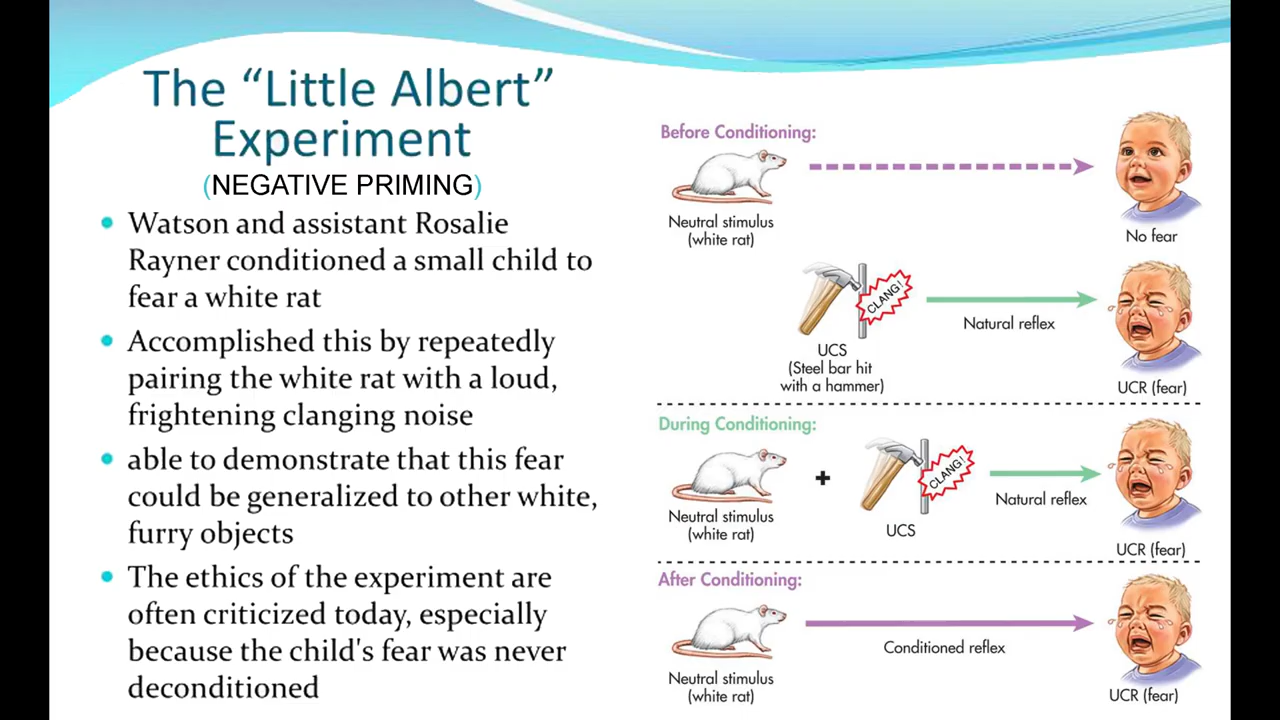 The “Little Albert”
Experiment
(NEGATIVE PRIMING)
• Watson and assistant Rosalie
Rayner conditioned a small child to
fear a white rat
• Accomplished this by repeatedly
pairing the white rat with a loud,
frightening clanging noise
• able to demonstrate that this fear
could be generalized to other white,
furry objects
• The ethics of the experiment are
often criticized today, especially
because the child's fear was never
deconditioned
Before Conditioning:
Neutral stimulus
(white rat)
No fear
CLANG!
UCS
(Steel bar hit
with a hammer)
Natural reflex
UCR (fear)
During Conditioning:
Neutral stimulus
(white rat)
+
CLANG!
UCS
Natural reflex
UCR (fear)
After Conditioning:
Neutral stimulus
(white rat)
Conditioned reflex
UCR (fear)